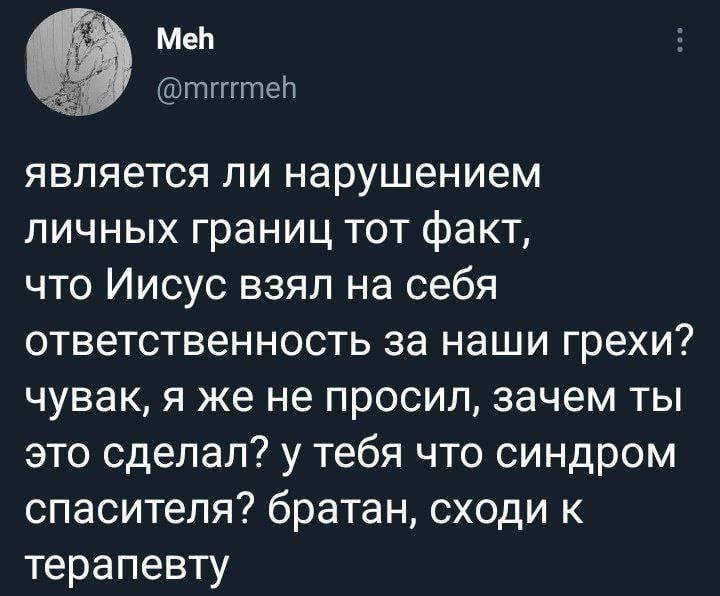 Meh
@mrrrmeh
является ли нарушением
личных границ тот факт,
что Иисус взял на себя
ответственность за наши грехи?
чувак, я же не просил, зачем ты
это сделал? у тебя что синдром
спасителя? братан, сходи к
терапевту